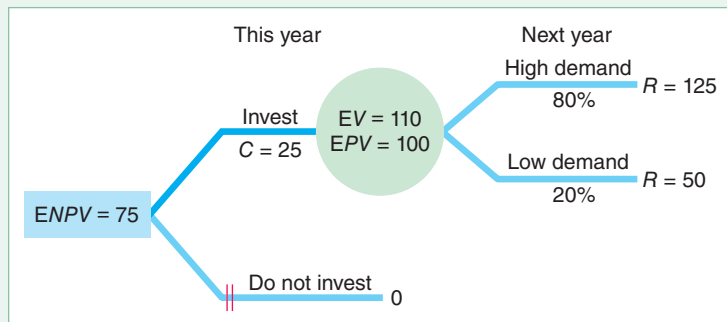 This year
Next year
High demand
80%
R = 125
Invest
C = 25
EV = 110
EPV = 100
Low demand
20%
R = 50
ENPV = 75
Do not invest
0